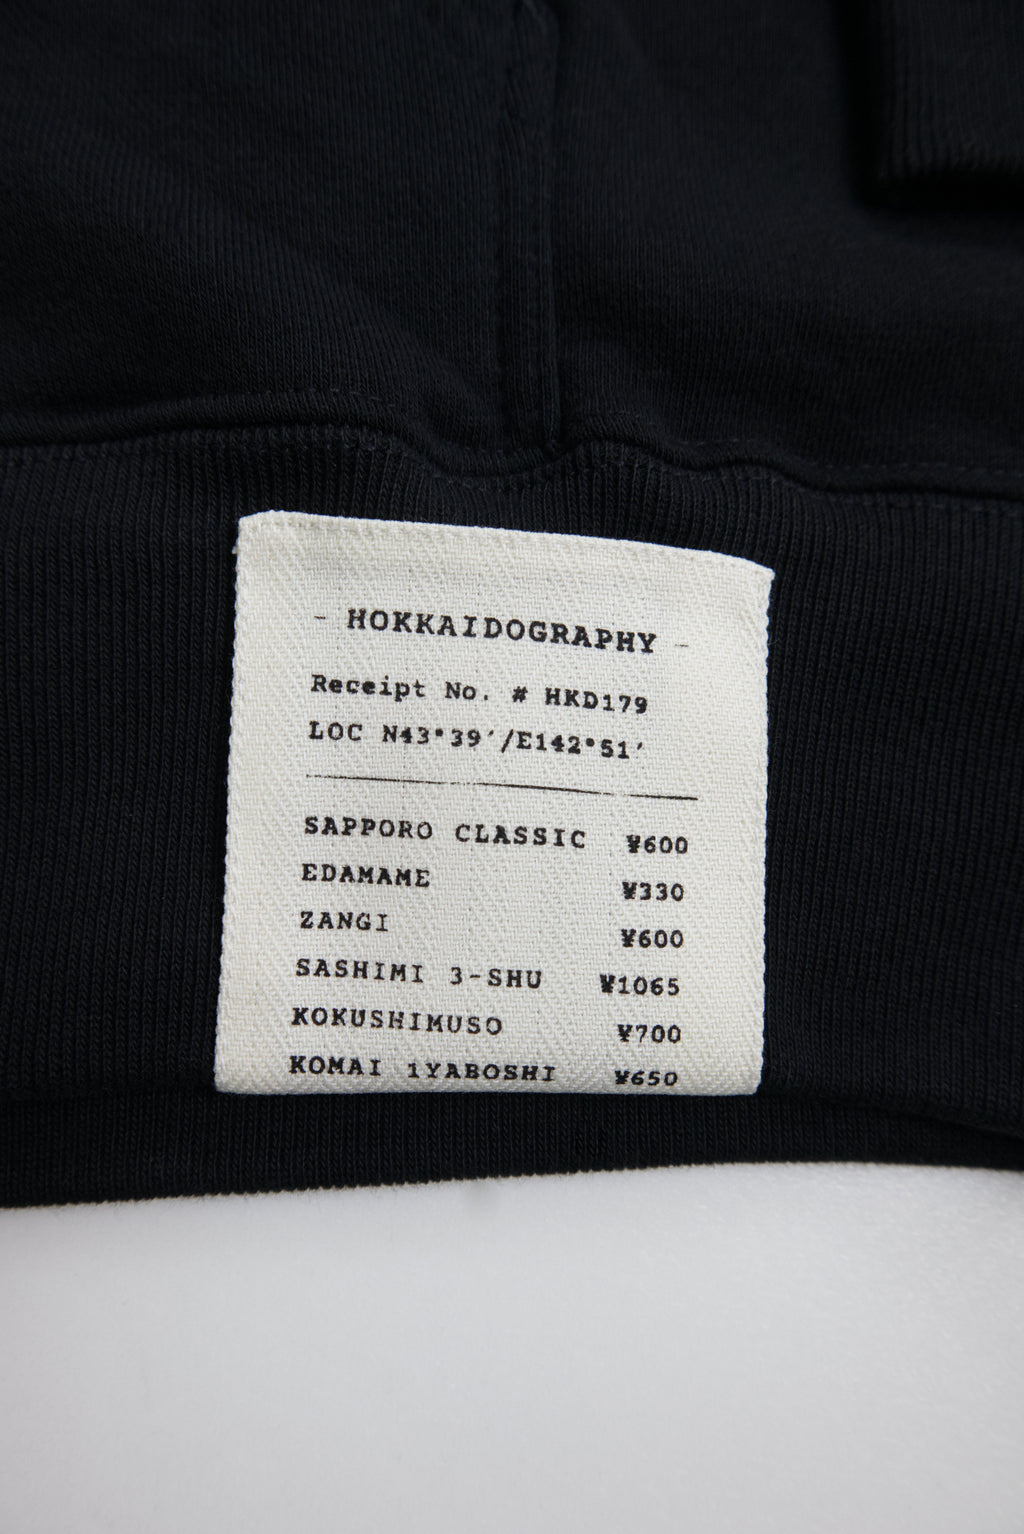 - HOKKAIDOGRAPHY -
Receipt No. # HKD179
LOC N43°39′/E142°51′
SAPPORO CLASSIC ¥600
EDAMAME ¥330
ZANGI ¥600
SASHIMI 3-SHU ¥1065
KOKUSHIMUSO ¥700
KOMAI 1YABOSHI ¥650